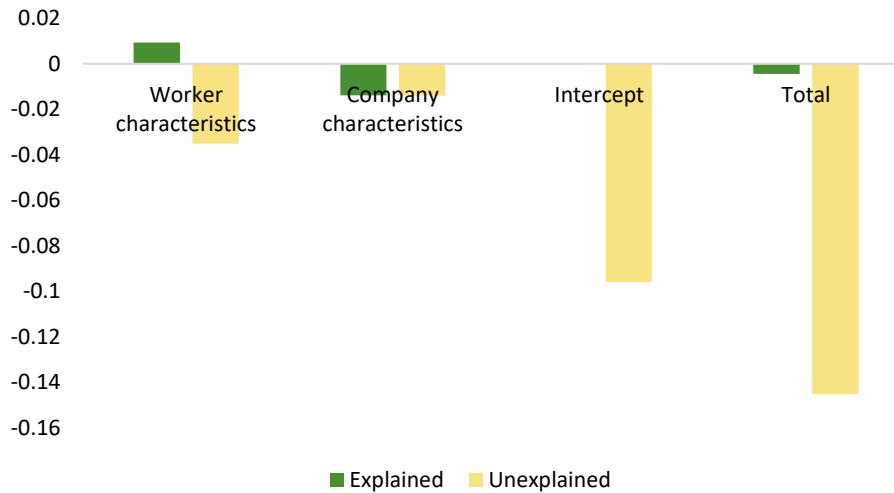 0.02
0
-0.02
-0.04
-0.06
-0.08
-0.1
-0.12
-0.14
-0.16
Worker
characteristics
Company
characteristics
Intercept
Total
Explained
Unexplained